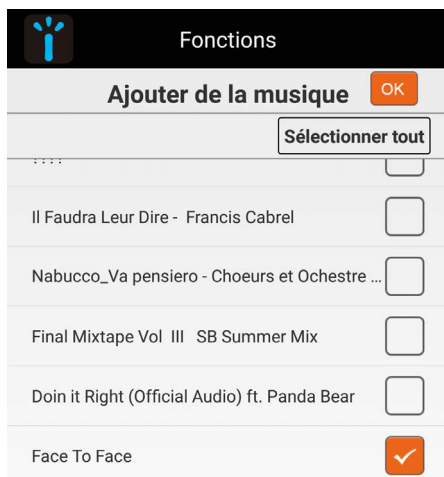 Fonctions
Ajouter de la musique OK
Sélectionner tout
Il Faudra Leur Dire - Francis Cabrel
Nabucco_Va pensiero - Choeurs et Ochestre ...
Final Mixtape Vol III SB Summer Mix
Doin it Right (Official Audio) ft. Panda Bear
Face To Face